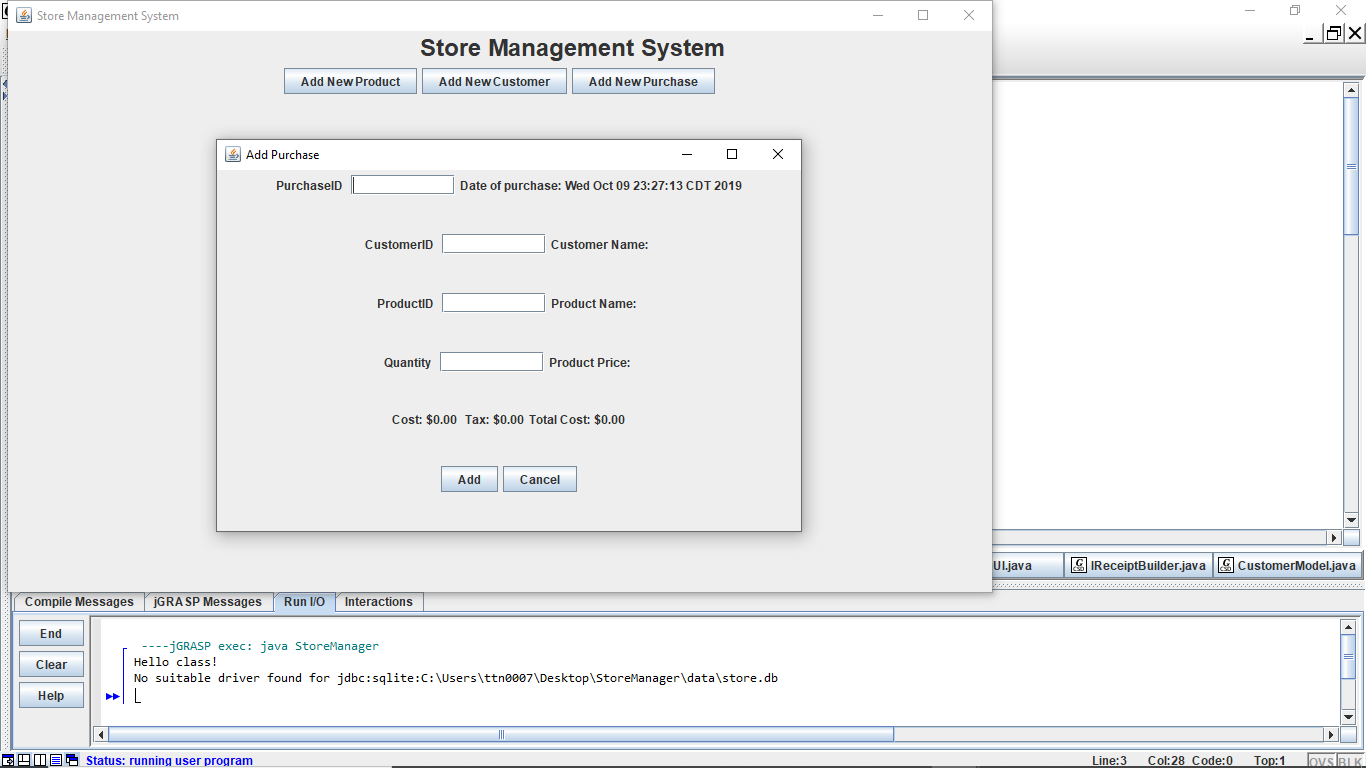 Store Management System
Store Management System
Add New Product Add New Customer Add New Purchase
Add Purchase
PurchaseID Date of purchase: Wed Oct 09 23:27:13 CDT 2019
CustomerID Customer Name:
ProductID Product Name:
Quantity Product Price:
Cost: $0.00 Tax: $0.00 Total Cost: $0.00
Add Cancel
UI.java IReceiptBuilder.java CustomerModel.java
Compile Messages jGRASP Messages Run I/O Interactions
End
Clear
Help
----jGRASP exec: java StoreManager
Hello class!
No suitable driver found for jdbc:sqlite:C:\Users\ttn0007\Desktop\StoreManager\data\store.db
Status: running user program
Line:3 Col:28 Code:0 Top:1 OVS BLK